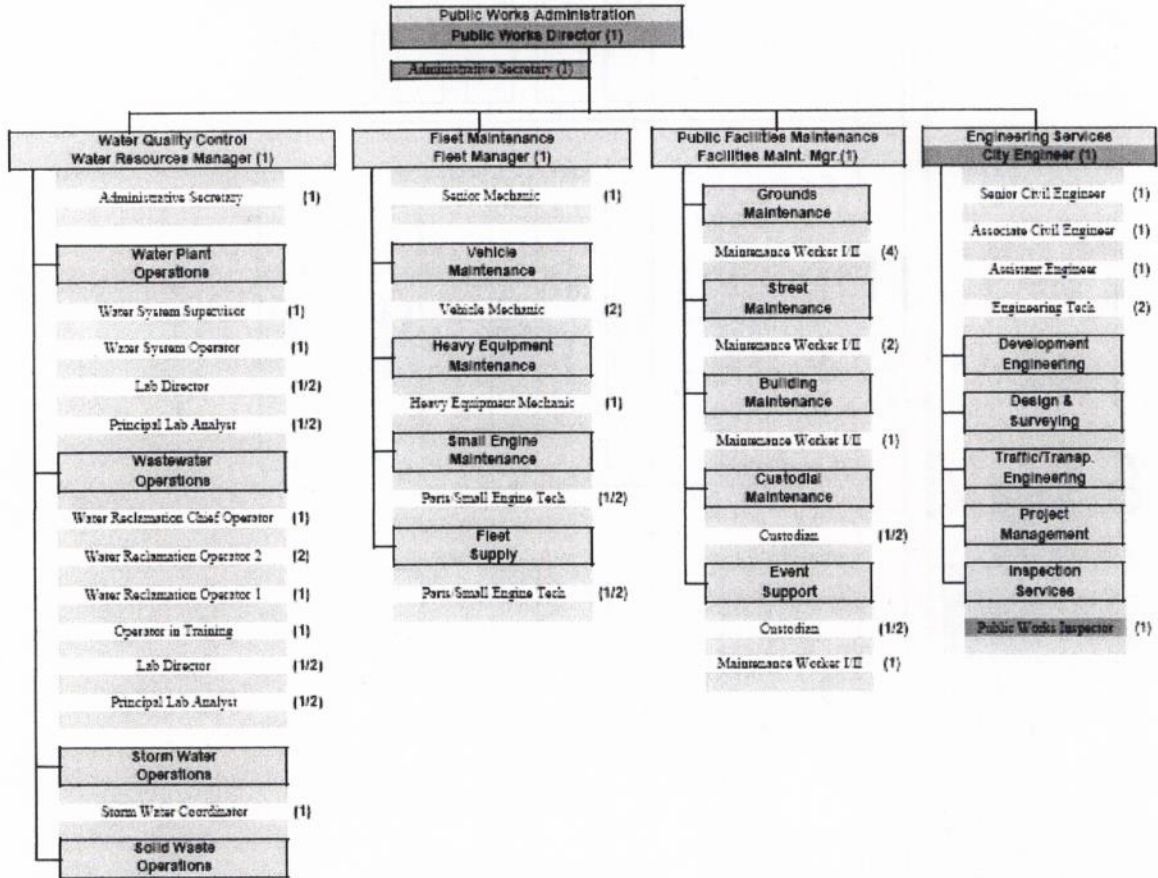 Public Works Administration
Public Works Director (1)
Administrative Secretary (1)
Water Quality Control
Water Resources Manager (1)
Administrative Secretary (1)
Water Plant
Operations
Water System Supervisor (1)
Water System Operator (1)
Lab Director (1/2)
Principal Lab Analyst (1/2)
Wastewater
Operations
Water Reclamation Chief Operator (1)
Water Reclamation Operator 2 (2)
Water Reclamation Operator 1 (1)
Operator in Training (1)
Lab Director (1/2)
Principal Lab Analyst (1/2)
Storm Water
Operations
Storm Water Coordinator (1)
Solid Waste
Operations
Fleet Maintenance
Fleet Manager (1)
Senior Mechanic (1)
Vehicle
Maintenance
Vehicle Mechanic (2)
Heavy Equipment
Maintenance
Heavy Equipment Mechanic (1)
Small Engine
Maintenance
Parts/Small Engine Tech (1/2)
Fleet
Supply
Parts/Small Engine Tech (1/2)
Public Facilities Maintenance
Facilities Maint. Mgr.(1)
Grounds
Maintenance
Maintenance Worker I/II (4)
Street
Maintenance
Maintenance Worker I/II (2)
Building
Maintenance
Maintenance Worker I/II (1)
Custodial
Maintenance
Custodian (1/2)
Event
Support
Custodian (1/2)
Maintenance Worker I/II (1)
Engineering Services
City Engineer (1)
Senior Civil Engineer (1)
Associate Civil Engineer (1)
Assistant Engineer (1)
Engineering Tech (2)
Development
Engineering
Design &
Surveying
Traffic/Transp.
Engineering
Project
Management
Inspection
Services
Public Works Inspector (1)